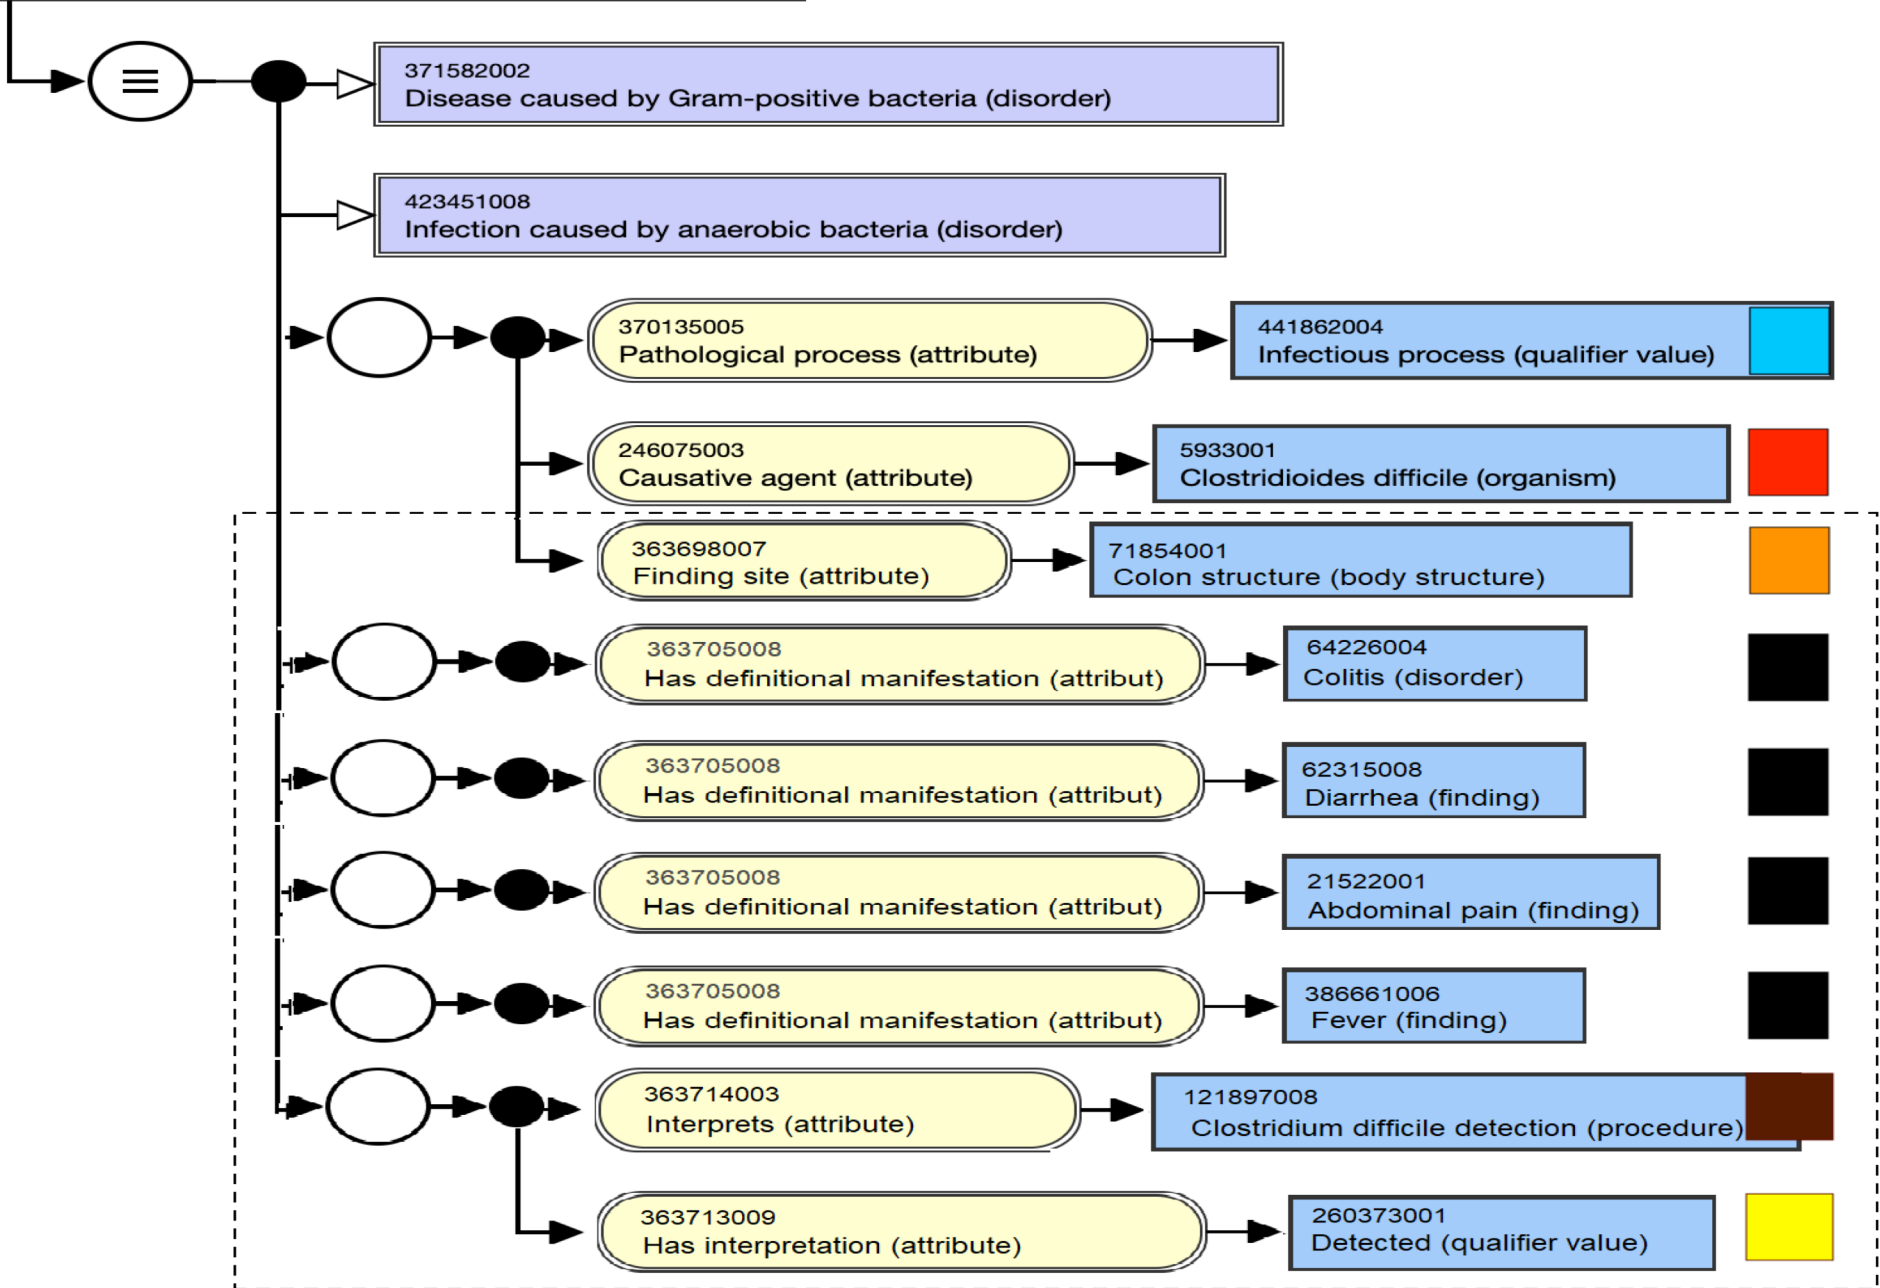 371582002
Disease caused by Gram-positive bacteria (disorder)
423451008
Infection caused by anaerobic bacteria (disorder)
370135005
Pathological process (attribute)
441862004
Infectious process (qualifier value)
246075003
Causative agent (attribute)
5933001
Clostridioides difficile (organism)
363698007
Finding site (attribute)
71854001
Colon structure (body structure)
363705008
Has definitional manifestation (attribut)
64226004
Colitis (disorder)
363705008
Has definitional manifestation (attribut)
62315008
Diarrhea (finding)
363705008
Has definitional manifestation (attribut)
21522001
Abdominal pain (finding)
363705008
Has definitional manifestation (attribut)
386661006
Fever (finding)
363714003
Interprets (attribute)
121897008
Clostridium difficile detection (procedure)
363713009
Has interpretation (attribute)
260373001
Detected (qualifier value)